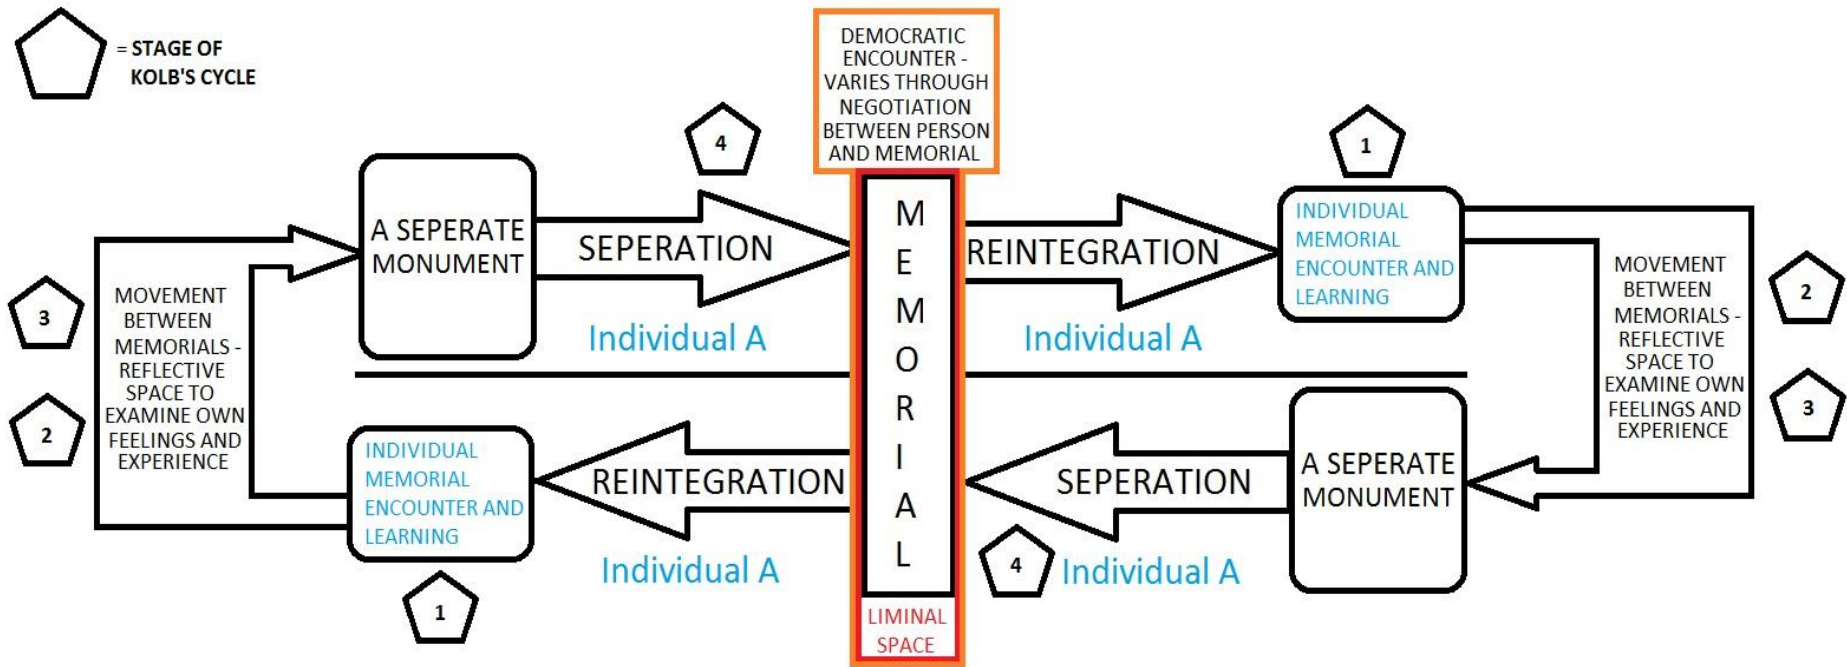 = STAGE OF
KOLB'S CYCLE
DEMOCRATIC
ENCOUNTER -
VARIES THROUGH
NEGOTIATION
BETWEEN PERSON
AND MEMORIAL
4
1
A SEPERATE
MONUMENT
SEPERATION
Individual A
MEMORIAL
REINTEGRATION
Individual A
INDIVIDUAL
MEMORIAL
ENCOUNTER AND
LEARNING
MOVEMENT
BETWEEN
MEMORIALS -
REFLECTIVE
SPACE TO
EXAMINE OWN
FEELINGS AND
EXPERIENCE
2
3
3
2
MOVEMENT
BETWEEN
MEMORIALS -
REFLECTIVE
SPACE TO
EXAMINE OWN
FEELINGS AND
EXPERIENCE
INDIVIDUAL
MEMORIAL
ENCOUNTER AND
LEARNING
1
REINTEGRATION
Individual A
SEPERATION
4
Individual A
A SEPERATE
MONUMENT
LIMINAL
SPACE